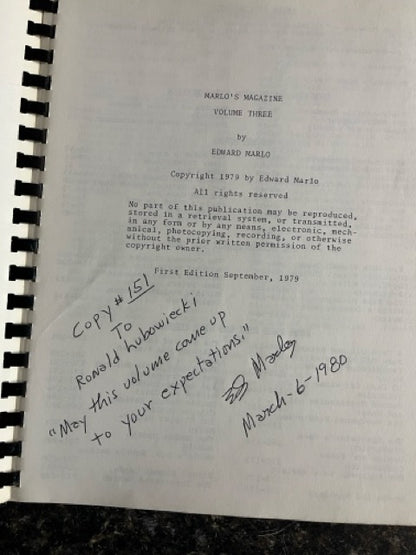 MARLO'S MAGAZINE
VOLUME THREE
by
EDWARD MARLO
Copyright 1979 by Edward Marlo
All rights reserved
No part of this publication may be reproduced,
stored in a retrieval system, or transmitted,
in any form or by any means, electronic, mech-
anical, photocopying, recording, or otherwise
without the prior written permission of the
copyright owner.
First Edition September, 1979
Copy # 151
To
Ronald Lubowiecki
"May this volume come up
to your expectations."
Ed Marlo
March-6-1980